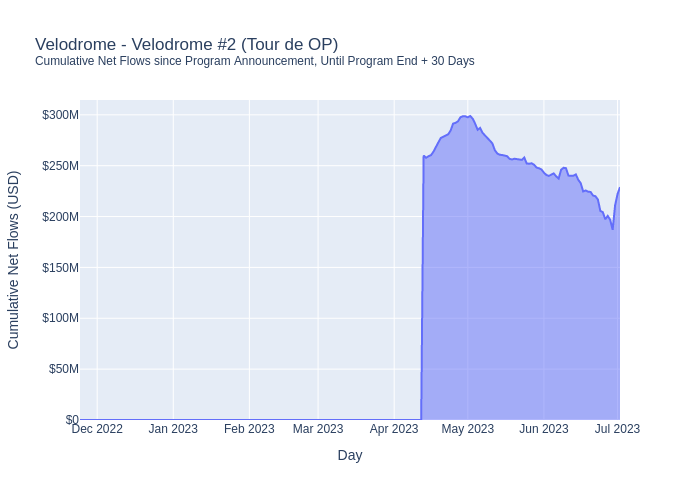 Velodrome - Velodrome #2 (Tour de OP)
Cumulative Net Flows since Program Announcement, Until Program End + 30 Days
Cumulative Net Flows (USD)
$300M
$250M
$200M
$150M
$100M
$50M
$0
Dec 2022 Jan 2023 Feb 2023 Mar 2023 Apr 2023 May 2023 Jun 2023 Jul 2023
Day